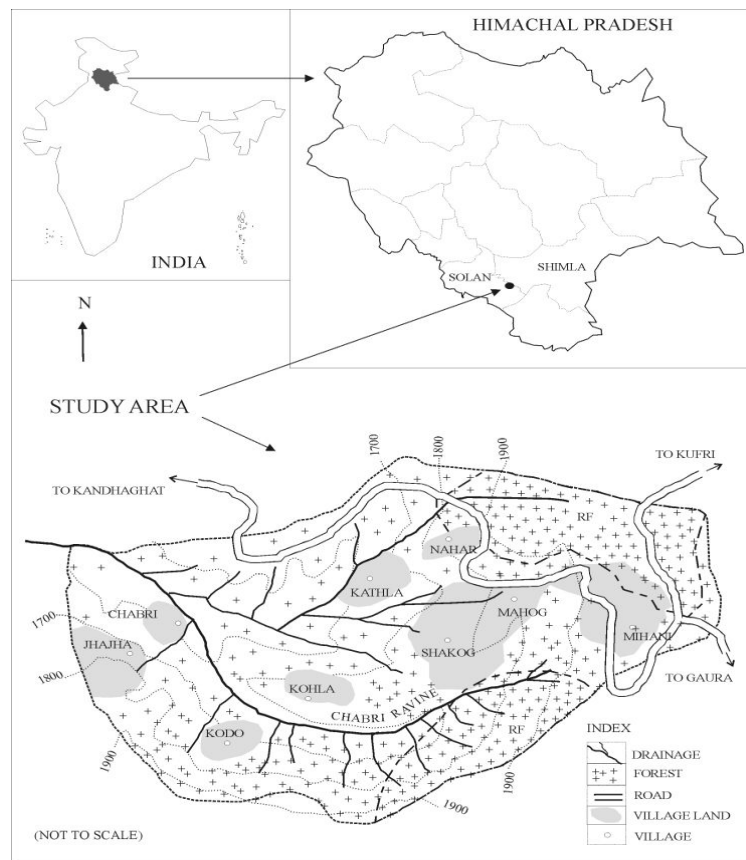 HIMACHAL PRADESH
INDIA
SOLAN
SHIMLA
N
STUDY AREA
1700
1800
1900
TO KUFRI
TO KANDHAGHAT
RF
NAHAR
KATHLA
CHABRI
MAHOG
1700
JHAJHA
SHAKOG
MIHANI
1800
KOHLA
TO GAURA
CHABRI RAVINE
KODO
RF
1900
1900
1900
INDEX
DRAINAGE
FOREST
ROAD
VILLAGE LAND
VILLAGE
(NOT TO SCALE)